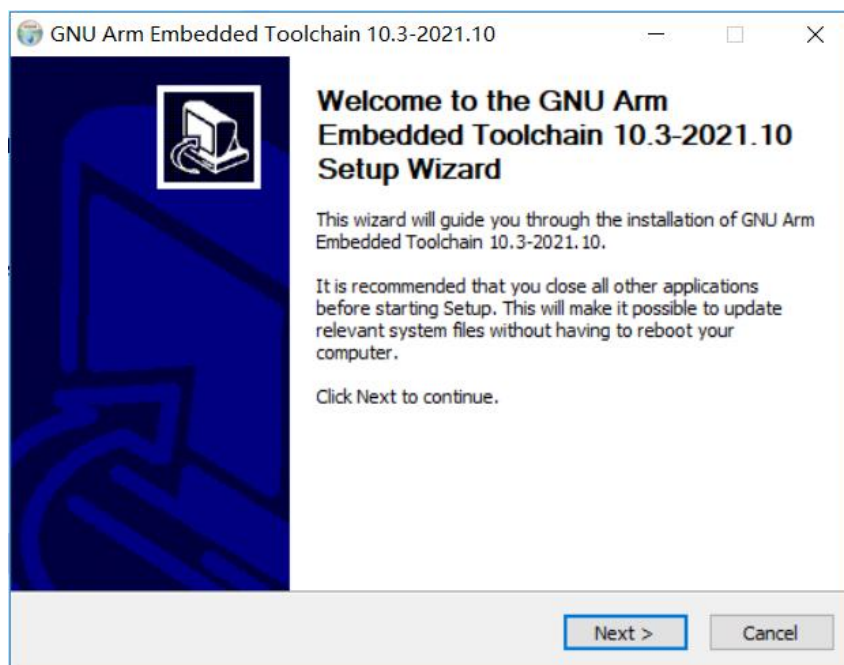 GNU Arm Embedded Toolchain 10.3-2021.10
Welcome to the GNU Arm
Embedded Toolchain 10.3-2021.10
Setup Wizard
This wizard will guide you through the installation of GNU Arm
Embedded Toolchain 10.3-2021.10.
It is recommended that you close all other applications
before starting Setup. This will make it possible to update
relevant system files without having to reboot your
computer.
Click Next to continue.
Next > Cancel